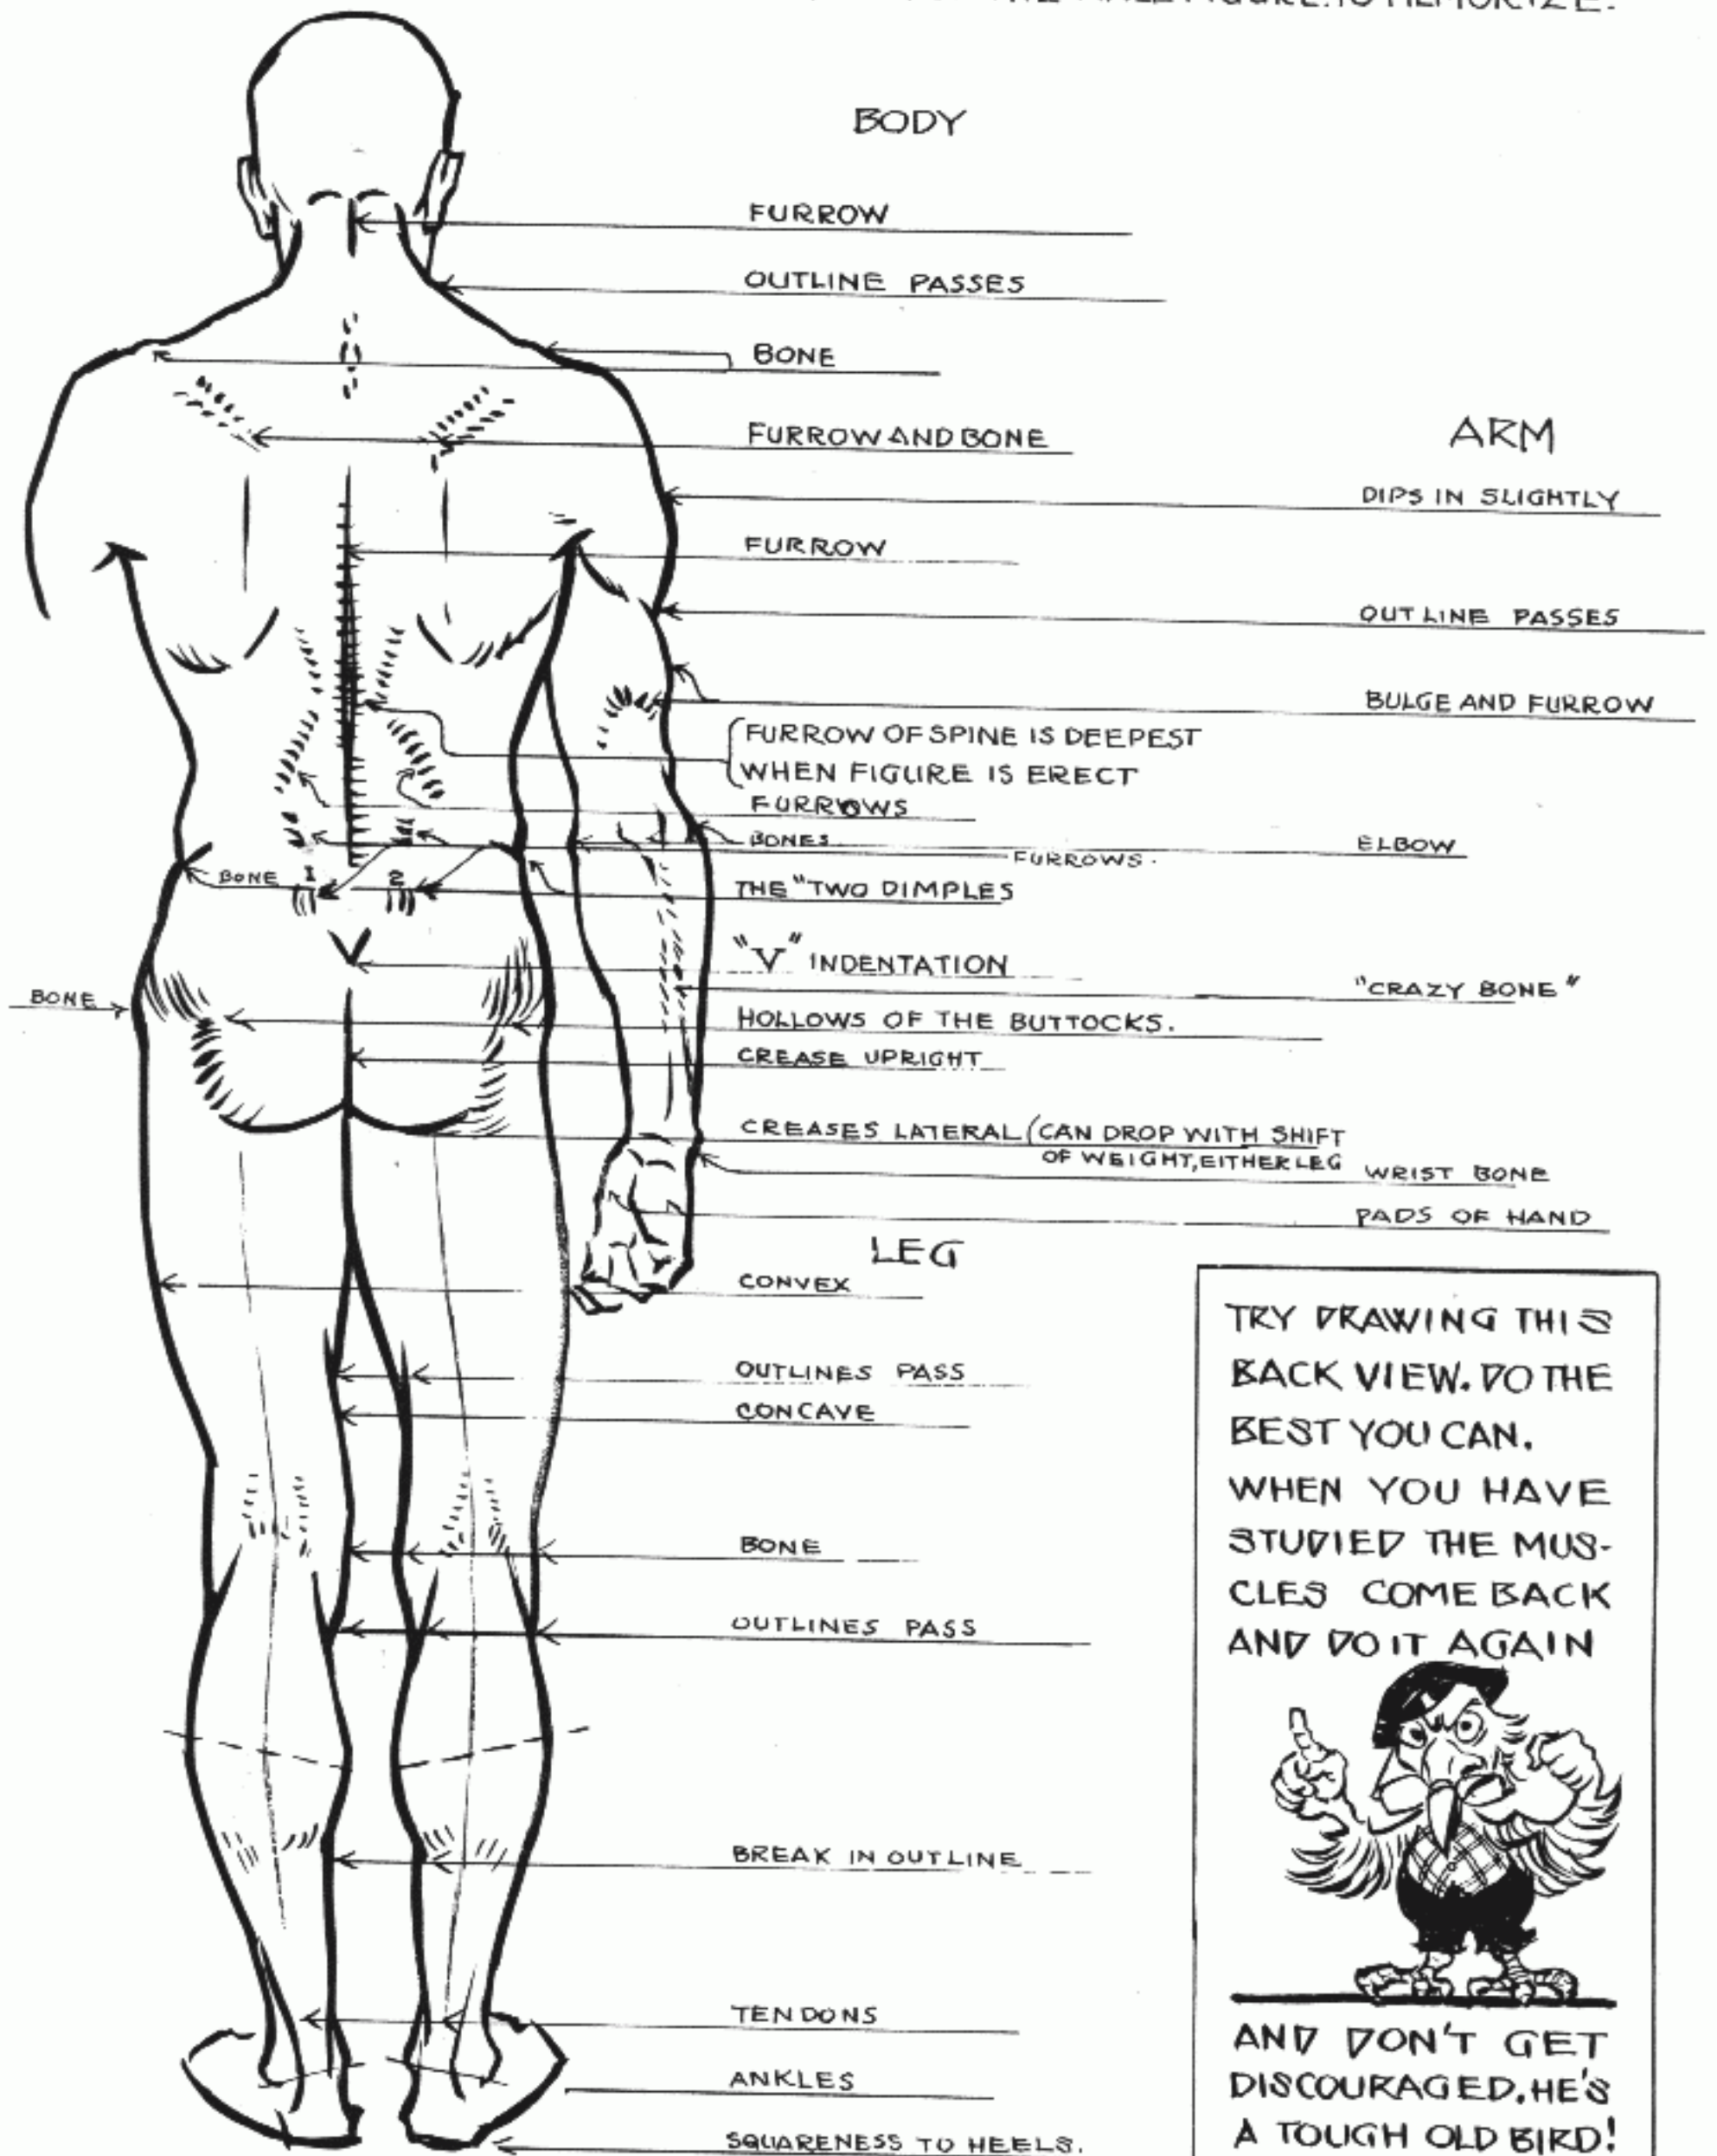 MALE FIGURE. TO MEMORIZE.
BODY
FURROW
OUTLINE PASSES
BONE
FURROW AND BONE
ARM
DIPS IN SLIGHTLY
FURROW
OUTLINE PASSES
BULGE AND FURROW
FURROW OF SPINE IS DEEPEST
WHEN FIGURE IS ERECT
FURROWS
BONES
ELBOW
FURROWS.
BONE 1 2
THE "TWO DIMPLES
"V" INDENTATION
"CRAZY BONE"
BONE
HOLLOWS OF THE BUTTOCKS.
CREASE UPRIGHT
CREASES LATERAL (CAN DROP WITH SHIFT
OF WEIGHT, EITHER LEG
WRIST BONE
PADS OF HAND
LEG
CONVEX
OUTLINES PASS
CONCAVE
BONE
OUTLINES PASS
BREAK IN OUTLINE
TENDONS
ANKLES
SQUARENESS TO HEELS.
TRY DRAWING THIS
BACK VIEW. DO THE
BEST YOU CAN.
WHEN YOU HAVE
STUDIED THE MUS-
CLES COME BACK
AND DO IT AGAIN
AND DON'T GET
DISCOURAGED. HE'S
A TOUGH OLD BIRD!